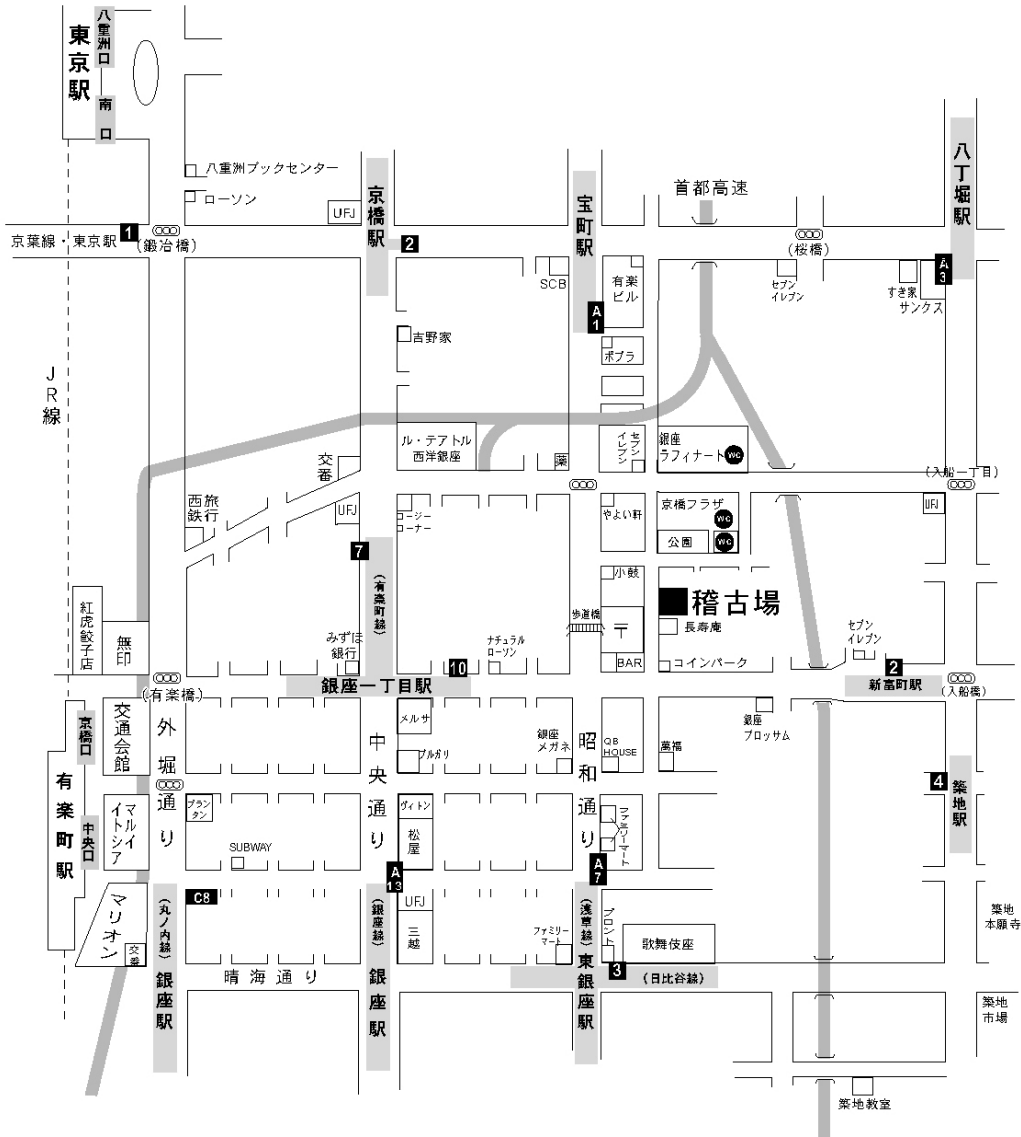 東京駅
八重洲口
南口
八重洲ブックセンター
ローソン
UFJ
京橋駅
2
宝町駅
首都高速
八丁堀駅
京葉線・東京駅
1
(鍛冶橋)
(桜橋)
SCB
有楽
ビル
セブン
イレブン
すき家
サンクス
A
3
A
1
吉野家
ポプラ
JR線
ル・テアトル
西洋銀座
薬
セブン
イレブン
銀座
ラフィナート
WC
(入船一丁目)
交番
西鉄
旅行
UFJ
コージー
コーナー
やよい軒
京橋プラザ
WC
公園
WC
UFJ
7
(有楽町線)
小鼓
稽古場
歩道橋
〒
長寿庵
紅虎餃子店
無印
みずほ
銀行
ナチュラル
ローソン
BAR
コインパーク
セブン
イレブン
2
10
銀座一丁目駅
新富町駅
(有楽橋)
(入船橋)
京橋口
交通会館
外堀通り
メルサ
中央通り
ブルガリ
銀座
メガネ
昭和通り
QB
HOUSE
萬福
銀座
ブロッサム
有楽町駅
中央口
マルイ
イトシア
プラン
タン
ヴィトン
松屋
ファミリーマート
4
築地駅
SUBWAY
A
13
A
7
マリオン
交番
C8
(丸ノ内線)
銀座駅
(銀座線)
銀座駅
UFJ
三越
ファミリー
マート
(浅草線)
東銀座駅
プロント
歌舞伎座
3
(日比谷線)
築地
本願寺
晴海通り
築地
市場
築地教室